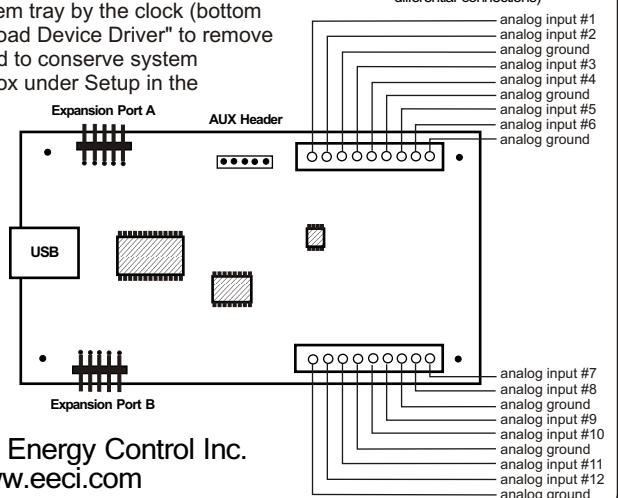 differential connections)
em tray by the clock (bottom
oad Device Driver" to remove
d to conserve system
ox under Setup in the
analog input #1
analog input #2
analog ground
analog input #3
analog input #4
analog ground
analog input #5
analog input #6
analog ground
Expansion Port A
AUX Header
USB
Expansion Port B
analog input #7
analog input #8
analog ground
analog input #9
analog input #10
analog ground
analog input #11
analog input #12
analog ground
Energy Control Inc.
w.eeci.com